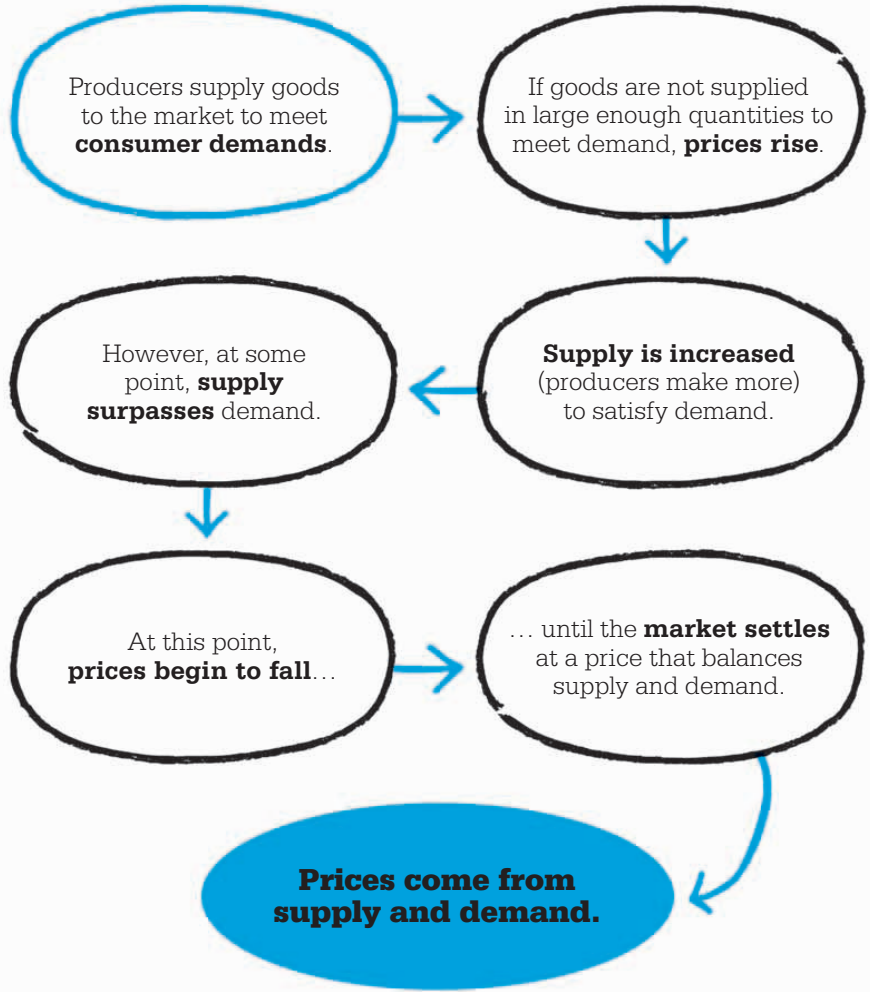 Producers supply goods
to the market to meet
consumer demands.
If goods are not supplied
in large enough quantities to
meet demand, prices rise.
Supply is increased
(producers make more)
to satisfy demand.
However, at some
point, supply
surpasses demand.
At this point,
prices begin to fall…
… until the market settles
at a price that balances
supply and demand.
Prices come from
supply and demand.